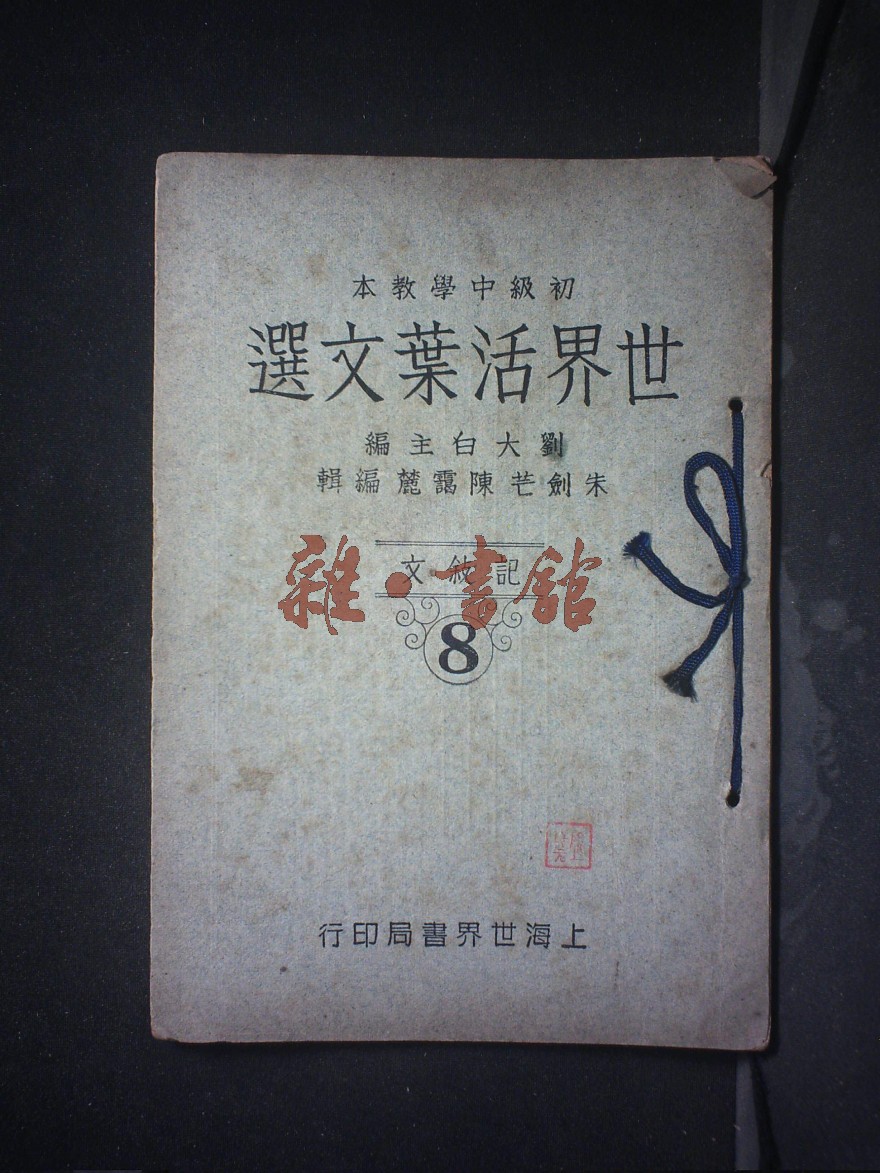 初級中學教本
世界活葉文選
劉大白主編
朱劍芒陳靄麓編輯
記敘文
雜·書館
8
上海世界書局印行